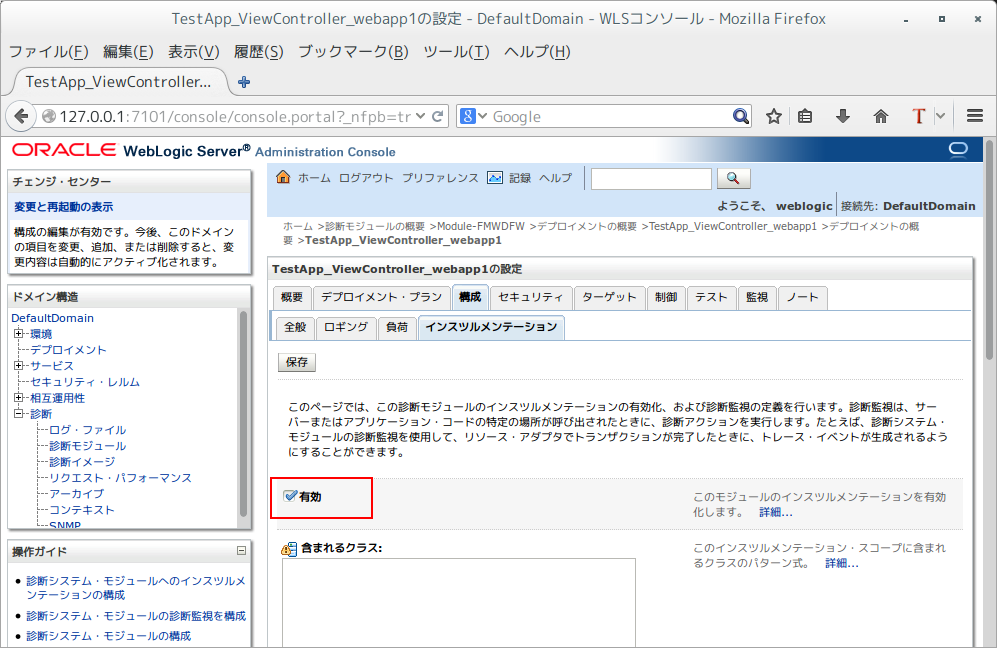 TestApp_ViewController_webapp1の設定 - DefaultDomain - WLSコンソール - Mozilla Firefox
ファイル(F) 編集(E) 表示(V) 履歴(S) ブックマーク(B) ツール(T) ヘルプ(H)
TestApp_ViewController...
127.0.0.1:7101/console/console.portal?_nfpb=tr
8 Google
T
ORACLE WebLogic Server® Administration Console
チェンジ・センター
変更と再起動の表示
構成の編集が有効です。今後、このドメイン
の項目を変更、追加、または削除すると、変
更内容は自動的にアクティブ化されます。
ドメイン構造
DefaultDomain
環境
デプロイメント
サービス
セキュリティ・レルム
相互運用性
診断
ログ・ファイル
診断モジュール
診断イメージ
リクエスト・パフォーマンス
アーカイブ
コンテキスト
SNMP
操作ガイド
診断システム・モジュールへのインスツルメ
ンテーションの構成
診断システム・モジュールの診断監視を構成
診断システム・モジュールの構成
ホーム ログアウト プリファレンス 記録 ヘルプ
ようこそ、 weblogic 接続先: DefaultDomain
ホーム >診断モジュールの概要 >Module-FMWDFW >デプロイメントの概要 >TestApp_ViewController_webapp1 >デプロイメントの概
要 >TestApp_ViewController_webapp1
TestApp_ViewController_webapp1の設定
概要 デプロイメント・プラン 構成 セキュリティ ターゲット 制御 テスト 監視 ノート
全般 ロギング 負荷 インスツルメンテーション
保存
このページでは、この診断モジュールのインスツルメンテーションの有効化、および診断監視の定義を行います。診断監視は、サー
バーまたはアプリケーション・コードの特定の場所が呼び出されたときに、診断アクションを実行します。たとえば、診断システム・
モジュールの診断監視を使用して、リソース・アダプタでトランザクションが完了したときに、トレース・イベントが生成されるよう
にすることができます。
有効
このモジュールのインスツルメンテーションを有効
化します。 詳細...
含まれるクラス:
このインスツルメンテーション・スコープに含まれ
るクラスのパターン式。 詳細...